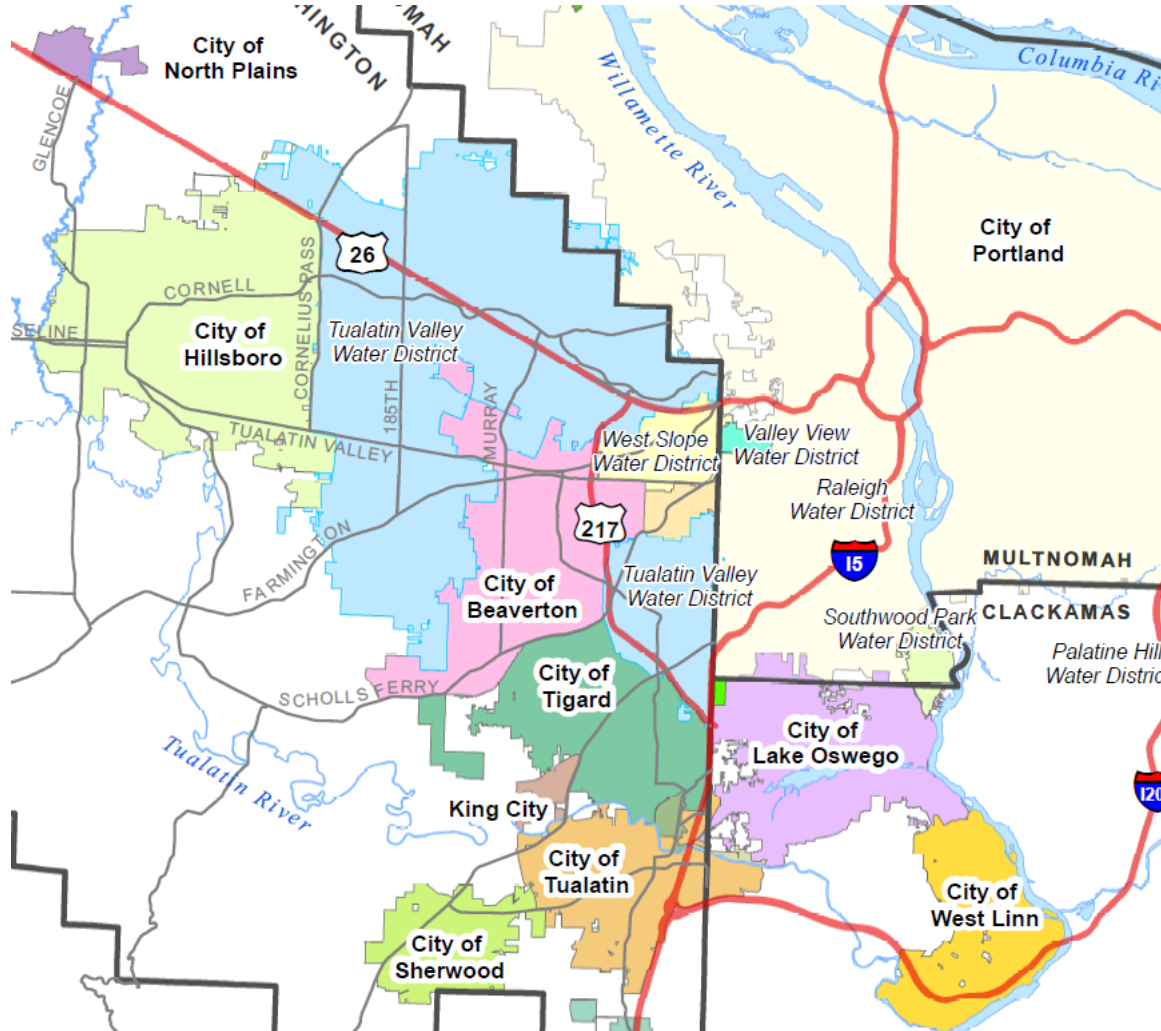 City of
North Plains
MAH
HINGTON
OMAH
Columbia Ri
Willamette River
GLENCOE
City of
Portland
26
CORNELL
CORNELIUS PASS
SELINE
City of
Hillsboro
Tualatin Valley
Water District
185TH
MURRAY
TUALATIN VALLEY
West Slope
Water District
Valley View
Water District
Raleigh
Water District
217
15
FARMINGTON
MULTNOMAH
CLACKAMAS
City of
Beaverton
Tualatin Valley
Water District
Southwood Park
Water District
Palatine Hill
Water Distric
SCHOLLS FERRY
City of
Tigard
City of
Lake Oswego
Tualatin River
King City
I20
City of
Tualatin
City of
West Linn
City of
Sherwood